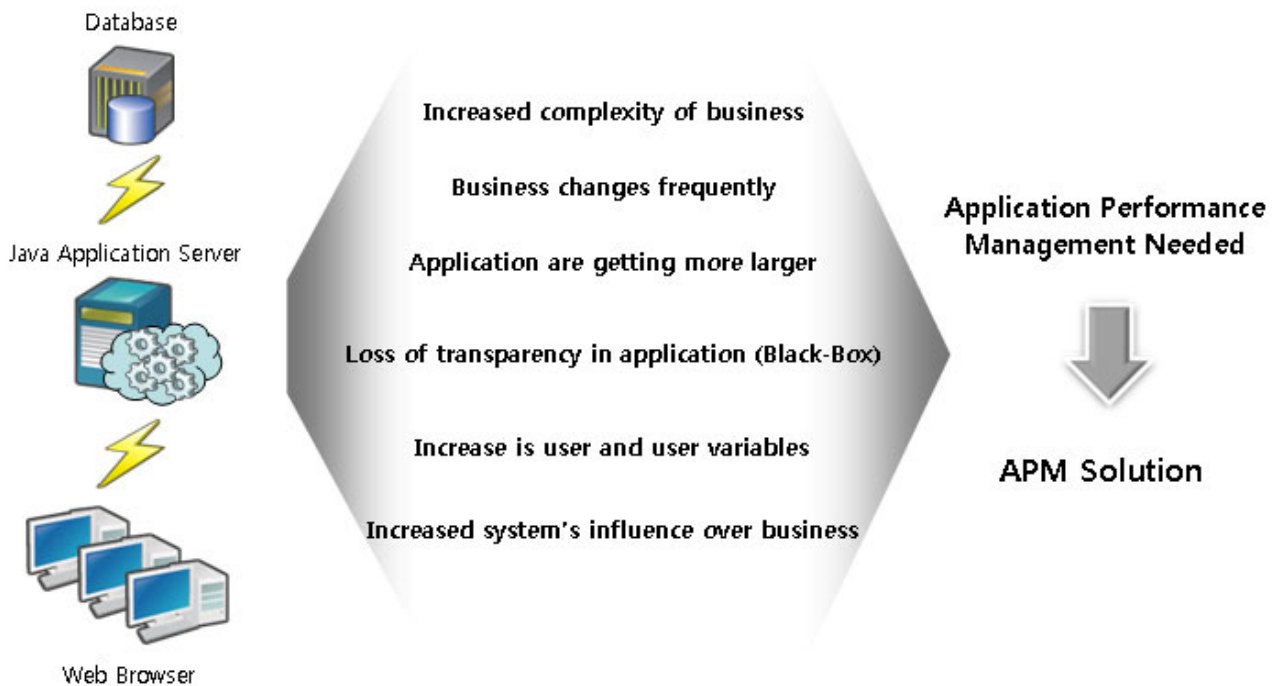 Database
Java Application Server
Web Browser
Increased complexity of business
Business changes frequently
Application are getting more larger
Loss of transparency in application (Black-Box)
Increase is user and user variables
Increased system's influence over business
Application Performance
Management Needed
APM Solution